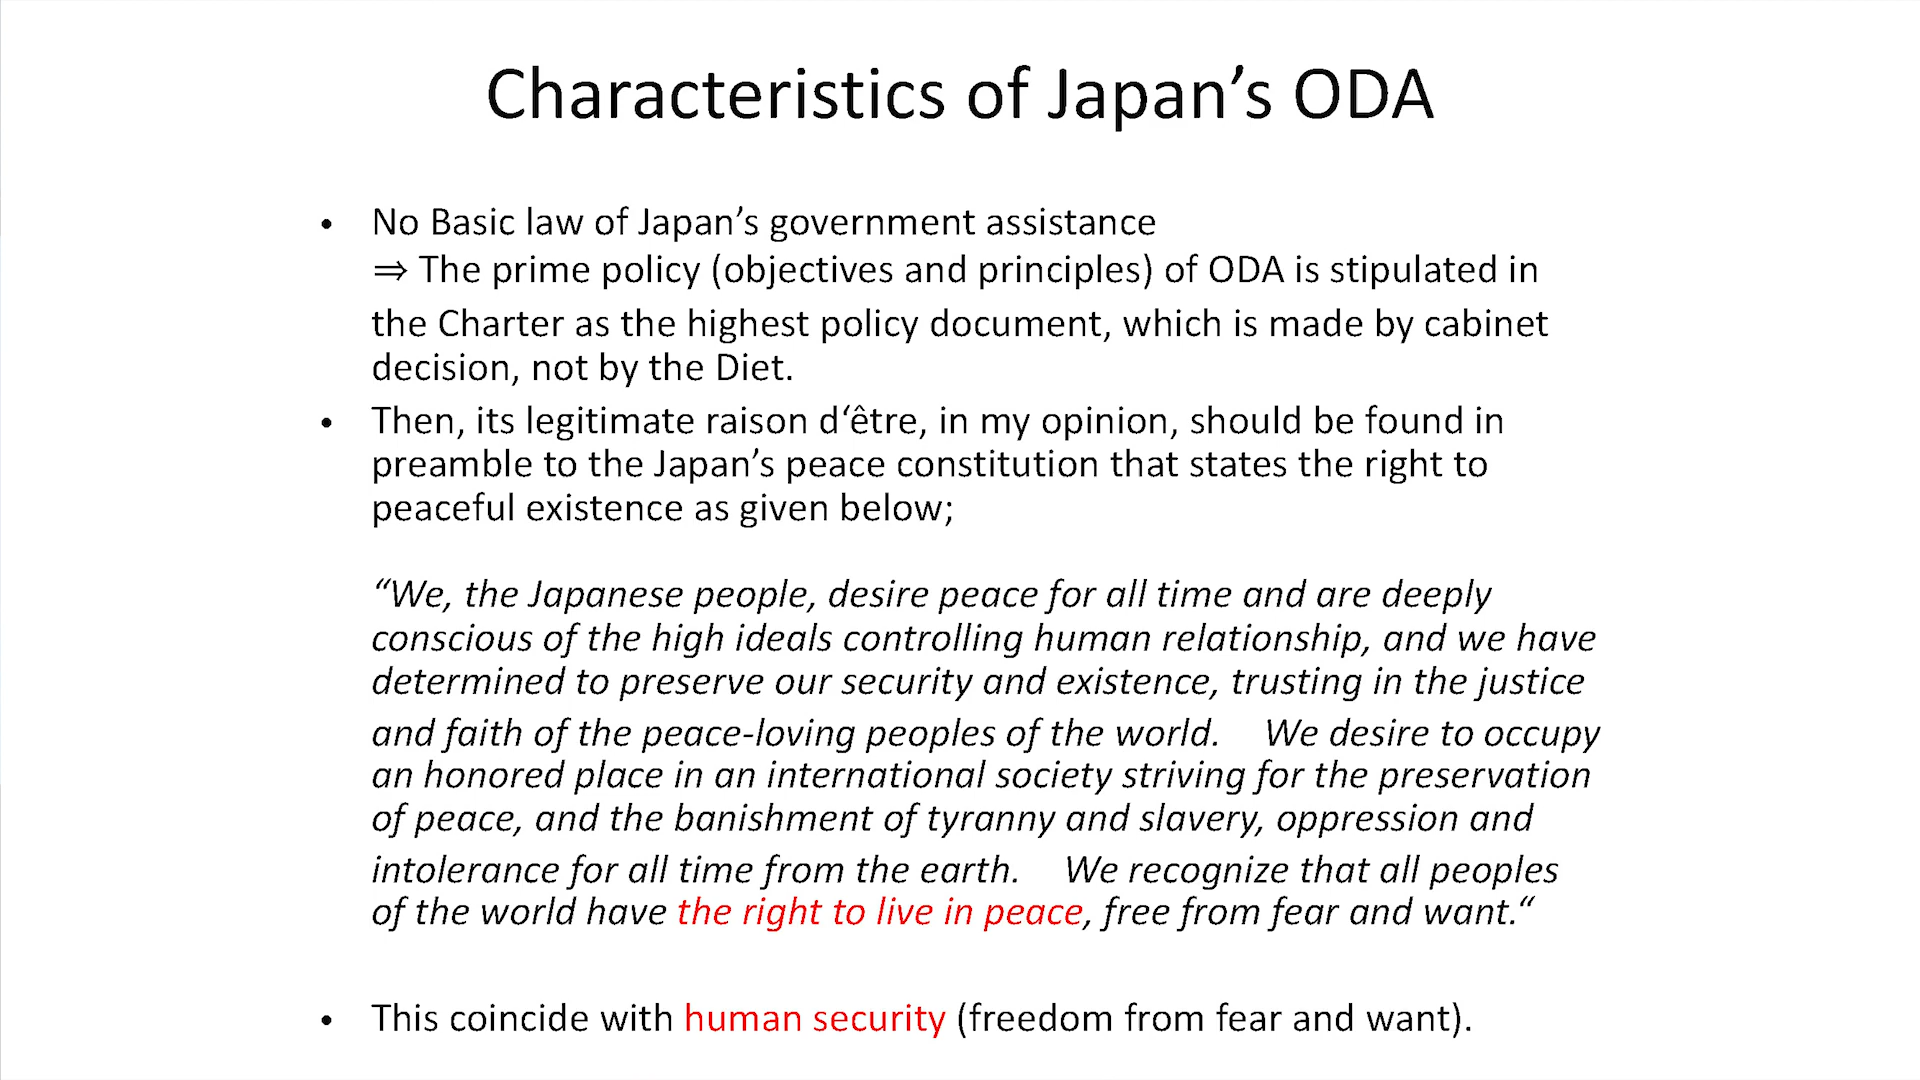 Characteristics of Japan’s ODA
• No Basic law of Japan’s government assistance
⇒ The prime policy (objectives and principles) of ODA is stipulated in
the Charter as the highest policy document, which is made by cabinet
decision, not by the Diet.
• Then, its legitimate raison d‘être, in my opinion, should be found in
preamble to the Japan’s peace constitution that states the right to
peaceful existence as given below;
“We, the Japanese people, desire peace for all time and are deeply
conscious of the high ideals controlling human relationship, and we have
determined to preserve our security and existence, trusting in the justice
and faith of the peace-loving peoples of the world.　We desire to occupy
an honored place in an international society striving for the preservation
of peace, and the banishment of tyranny and slavery, oppression and
intolerance for all time from the earth.　We recognize that all peoples
of the world have the right to live in peace, free from fear and want.“
• This coincide with human security (freedom from fear and want).